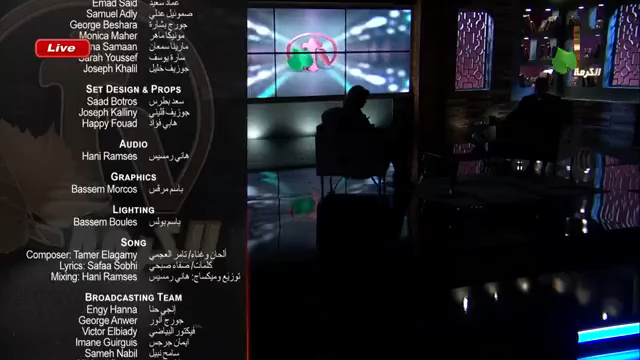 Emad Said عماد سعيد
Samuel Adly صموئيل عدلي
George Beshara جورج بشارة
Monica Maher مونيكا ماهر
Live
Samaan مارينا سمعان
Sarah Youssef سارة يوسف
Joseph Khalil جوزيف خليل
SET DESIGN & PROPS
Saad Botros سعد بطرس
Joseph Kalliny جوزيف قليني
Happy Fouad هابي فؤاد
AUDIO
Hani Ramses هاني رمسيس
GRAPHICS
Bassem Morcos باسم مرقس
LIGHTING
Bassem Boules باسم بولس
SONG
Composer: Tamer Elagamy ألحان وغناء/ تامر العجمي
Lyrics: Safaa Sobhi كلمات/ صفاء صبحي
Mixing: Hani Ramses توزيع وميكساج: هاني رمسيس
BROADCASTING TEAM
Engy Hanna إنجي حنا
George Anwer جورج أنور
Victor Elbiady فيكتور البياضي
Imane Guirguis ايمان جرجس
Sameh Nabil سامح نبيل
الكرمة